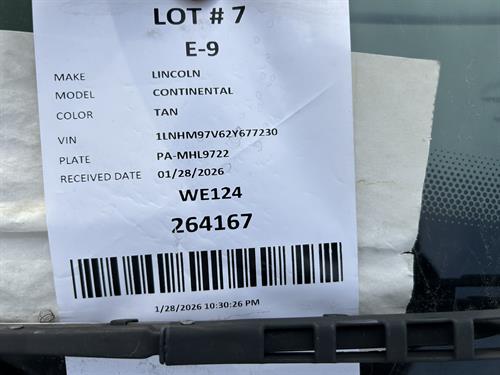 LOT # 7
E-9
MAKE LINCOLN
MODEL CONTINENTAL
COLOR TAN
VIN 1LNHM97V62Y677230
PLATE PA-MHL9722
RECEIVED DATE 01/28/2026
WE124
264167
1/28/2026 10:30:26 PM